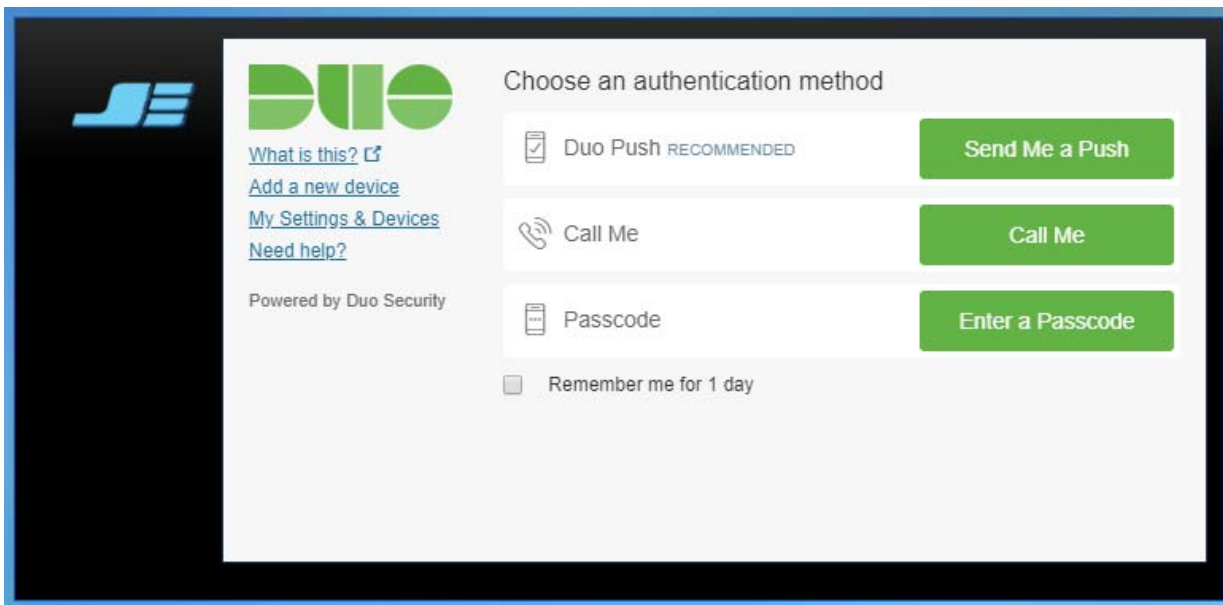 DUO
What is this?
Add a new device
My Settings & Devices
Need help?
Powered by Duo Security
Choose an authentication method
Duo Push RECOMMENDED
Send Me a Push
Call Me
Call Me
Passcode
Enter a Passcode
Remember me for 1 day